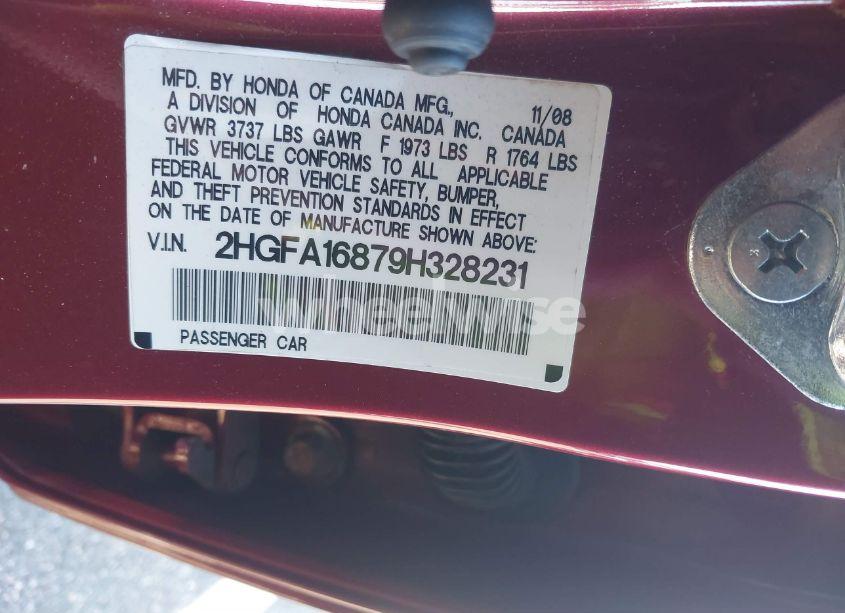 MFD. BY HONDA OF CANADA MFG., 11/08
A DIVISION OF HONDA CANADA INC. CANADA
GVWR 3737 LBS GAWR F 1973 LBS R 1764 LBS
THIS VEHICLE CONFORMS TO ALL APPLICABLE
FEDERAL MOTOR VEHICLE SAFETY, BUMPER,
AND THEFT PREVENTION STANDARDS IN EFFECT
ON THE DATE OF MANUFACTURE SHOWN ABOVE:
V.I.N. 2HGFA16879H328231
wheelwise
PASSENGER CAR